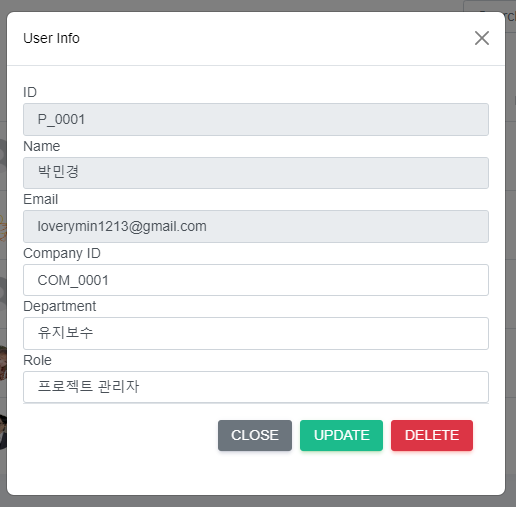 User Info
ID
P_0001
Name
박민경
Email
loverymin1213@gmail.com
Company ID
COM_0001
Department
유지보수
Role
프로젝트 관리자
CLOSE UPDATE DELETE